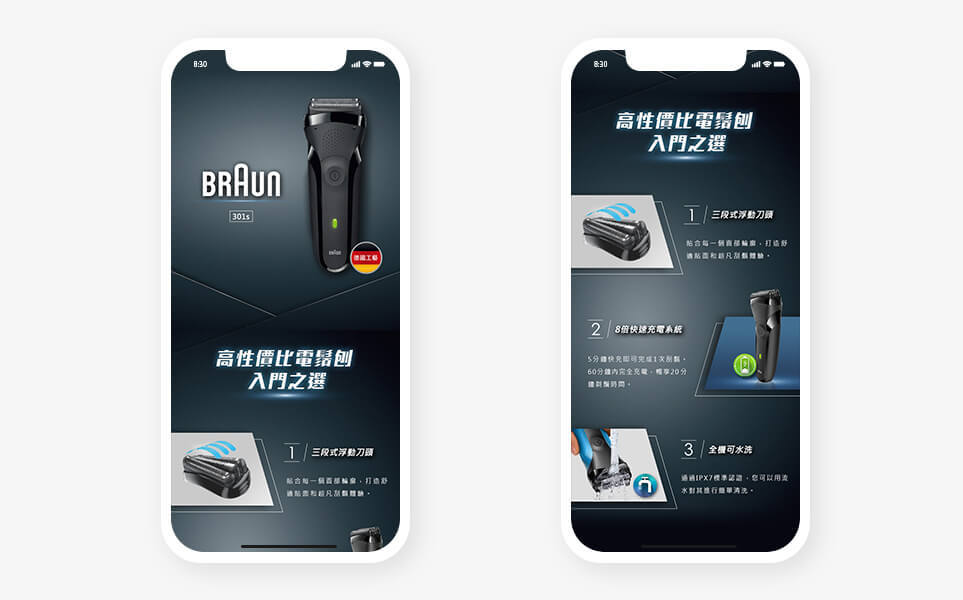 8:30
BRAUN
301s
BRAUN
德國工藝
高性價比電鬍刨
入門之選
1 三段式浮動刀頭
貼合每一個面部輪廓，打造舒
適貼面和超凡刮鬍體驗。
8:30
高性價比電鬍刨
入門之選
1 三段式浮動刀頭
貼合每一個面部輪廓，打造舒
適貼面和超凡刮鬍體驗。
2 8倍快速充電系統
5分鐘快充即可完成1次刮鬍。
60分鐘內完全充電，暢享20分
鐘剃鬚時間。
3 全機可水洗
通過IPX7標準認證，您可以用流
水對其進行簡單清洗。